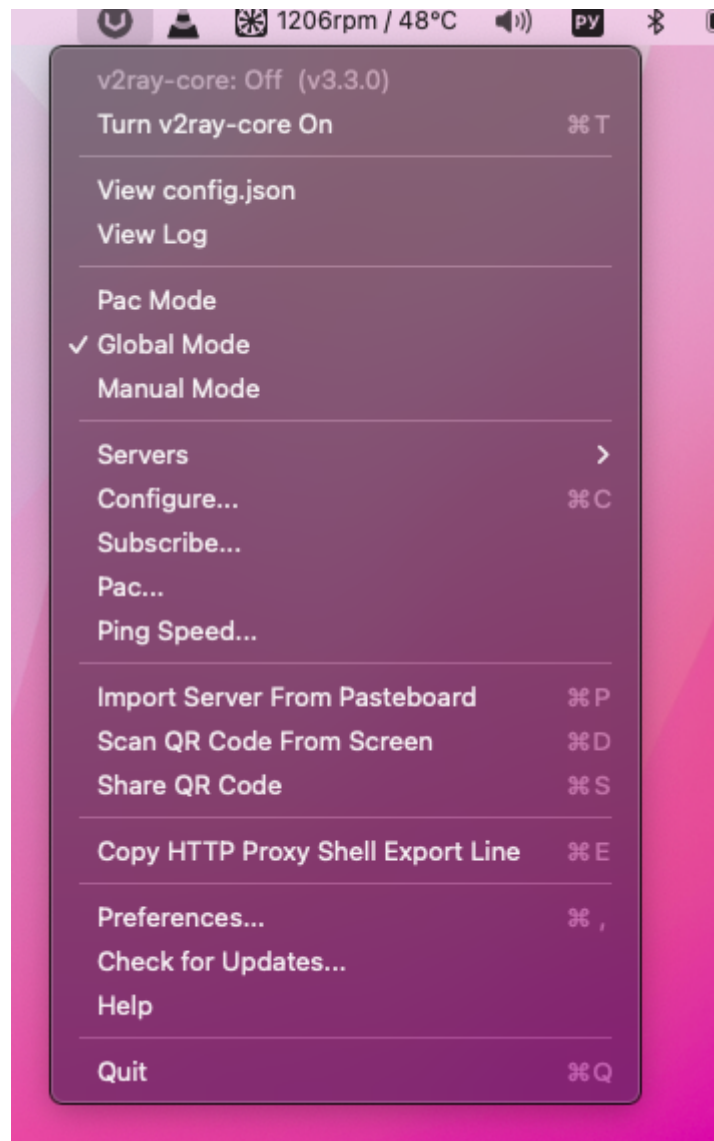 1206rpm / 48°C РУ
v2ray-core: Off (v3.3.0)
Turn v2ray-core On ⌘T
View config.json
View Log
Pac Mode
✓ Global Mode
Manual Mode
Servers >
Configure... ⌘C
Subscribe...
Pac...
Ping Speed...
Import Server From Pasteboard ⌘P
Scan QR Code From Screen ⌘D
Share QR Code ⌘S
Copy HTTP Proxy Shell Export Line ⌘E
Preferences... ⌘,
Check for Updates...
Help
Quit ⌘Q